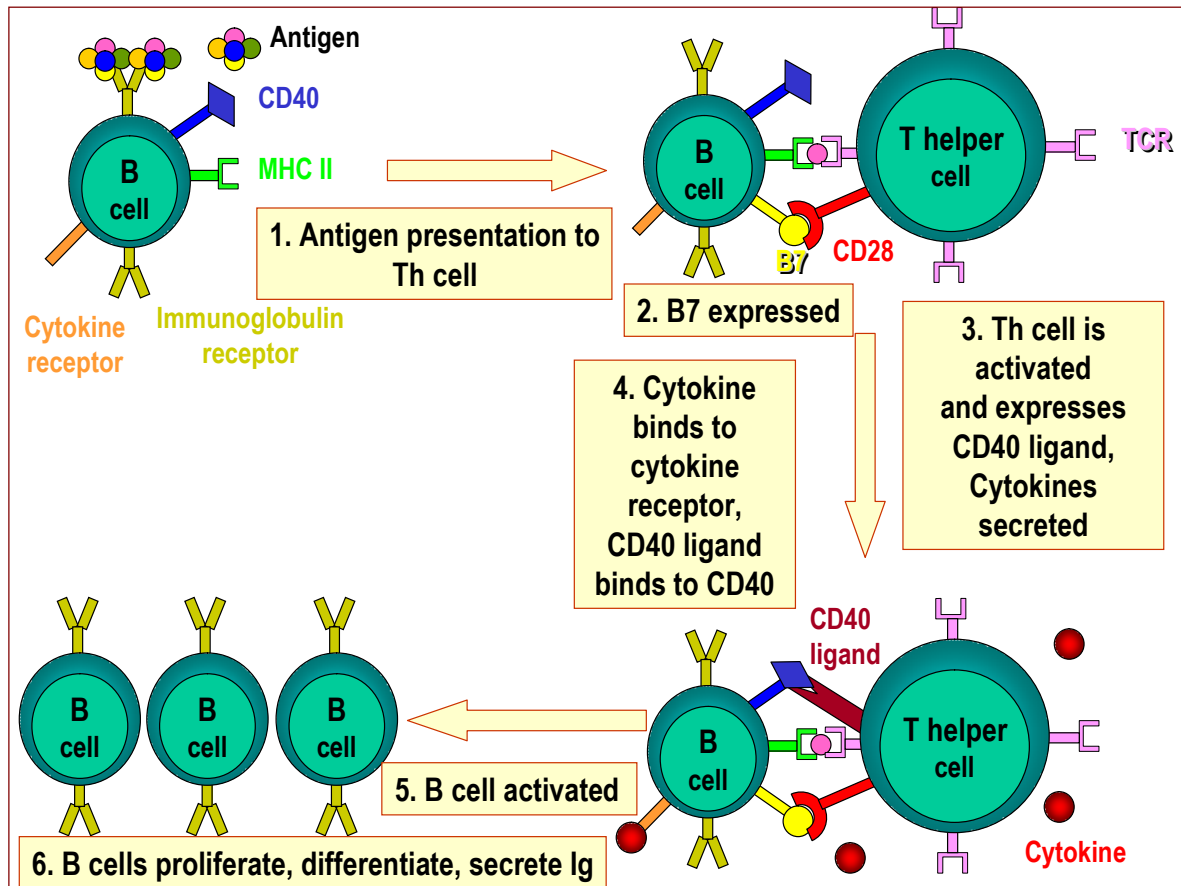 Antigen
CD40
MHC II
B
cell
Cytokine
receptor
Immunoglobulin
receptor
1. Antigen presentation to
Th cell
B
cell
T helper
cell
TCR
B7
CD28
2. B7 expressed
3. Th cell is
activated
and expresses
CD40 ligand,
Cytokines
secreted
4. Cytokine
binds to
cytokine
receptor,
CD40 ligand
binds to CD40
CD40
ligand
B
cell
T helper
cell
Cytokine
5. B cell activated
B
cell
B
cell
B
cell
6. B cells proliferate, differentiate, secrete Ig